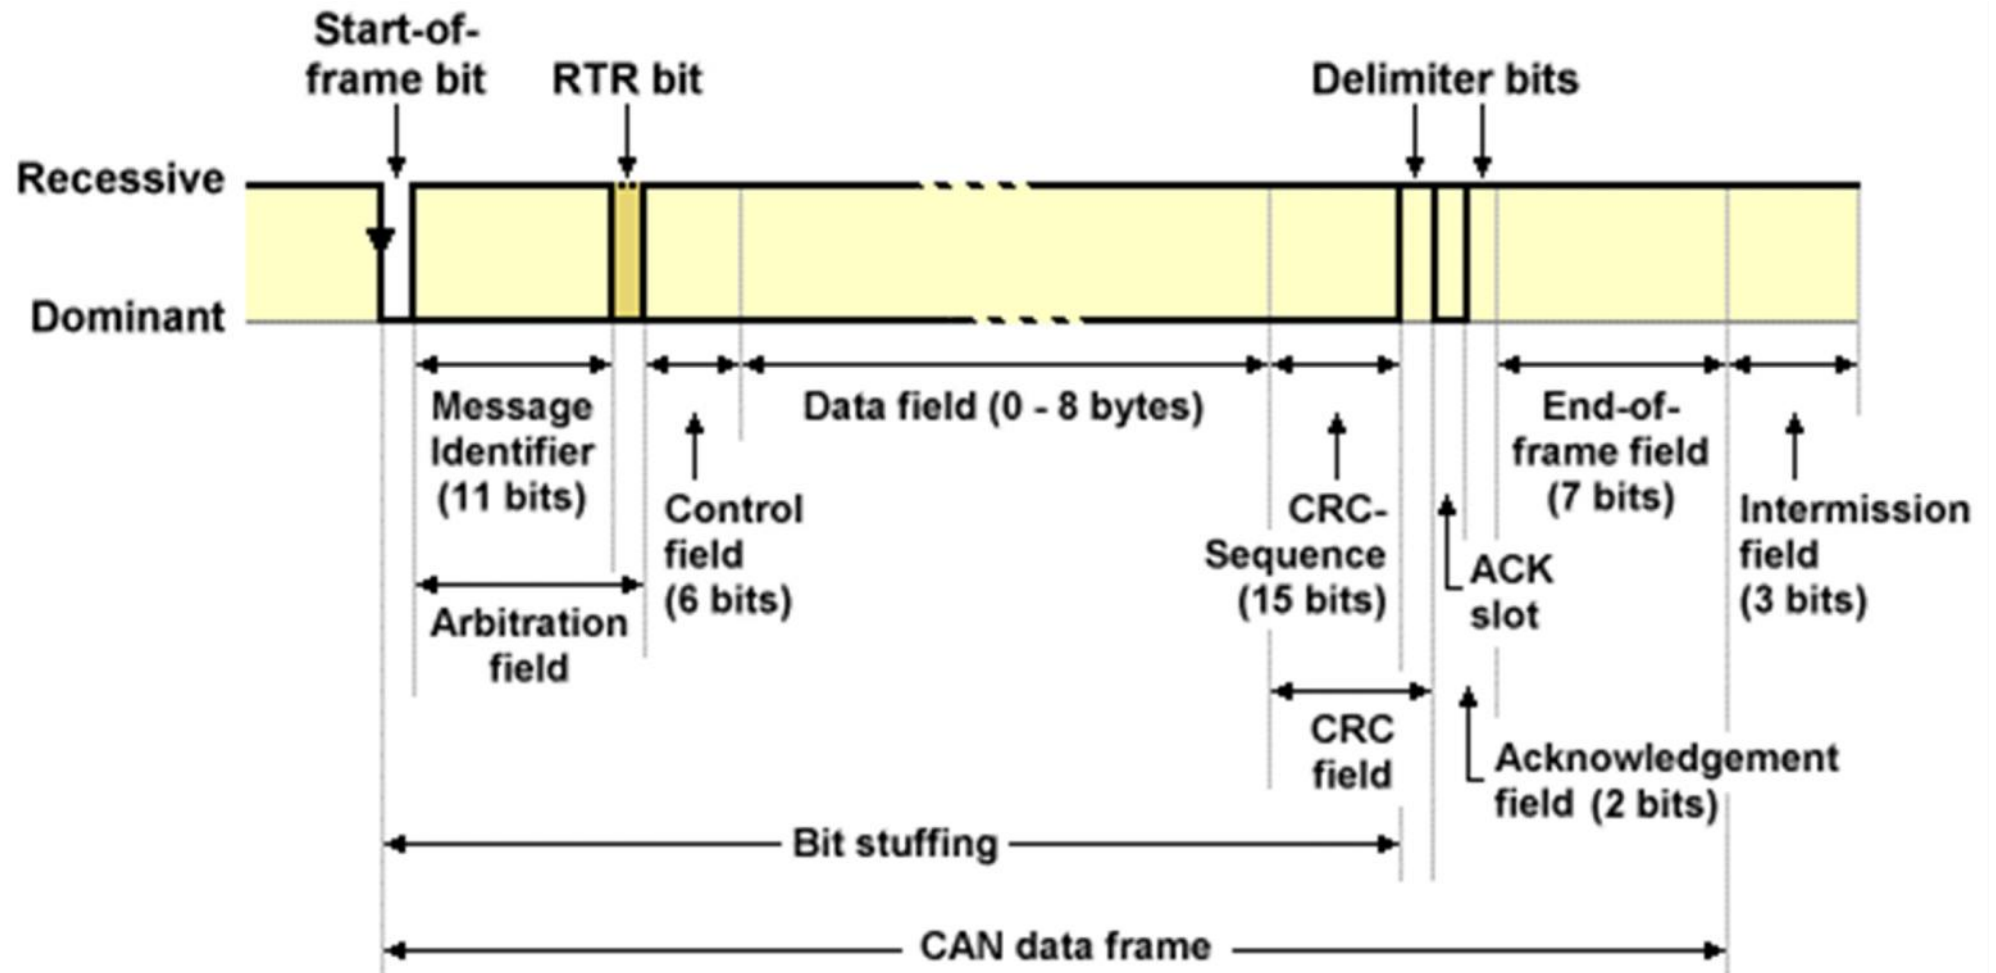 Start-of-
frame bit
RTR bit
Delimiter bits
Recessive
Dominant
Message
Identifier
(11 bits)
Data field (0 - 8 bytes)
End-of-
frame field
(7 bits)
Control
field
(6 bits)
CRC-
Sequence
(15 bits)
ACK
slot
Intermission
field
(3 bits)
Arbitration
field
CRC
field
Acknowledgement
field (2 bits)
Bit stuffing
CAN data frame